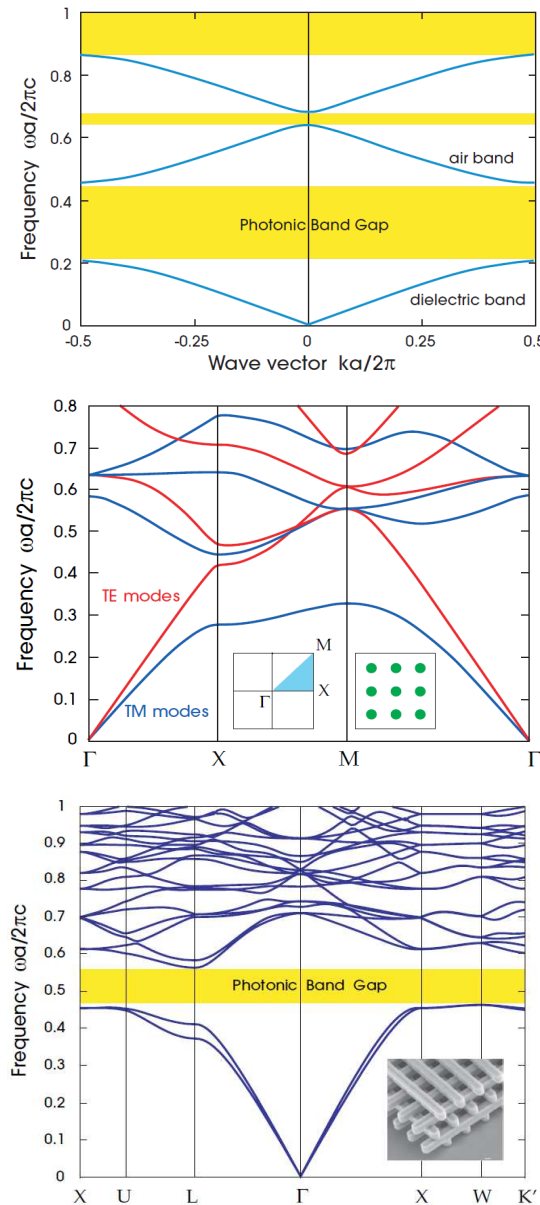 1
0.8
0.6
0.4
0.2
0
Frequency ωa/2πc
air band
Photonic Band Gap
dielectric band
-0.5 -0.25 0 0.25 0.5
Wave vector ka/2π
0.8
0.7
0.6
0.5
0.4
0.3
0.2
0.1
0
Frequency ωa/2πc
TE modes
TM modes
M
Γ X
Γ X M Γ
1
0.9
0.8
0.7
0.6
0.5
0.4
0.3
0.2
0.1
0
Frequency ωa/2πc
Photonic Band Gap
X U L Γ X W K′